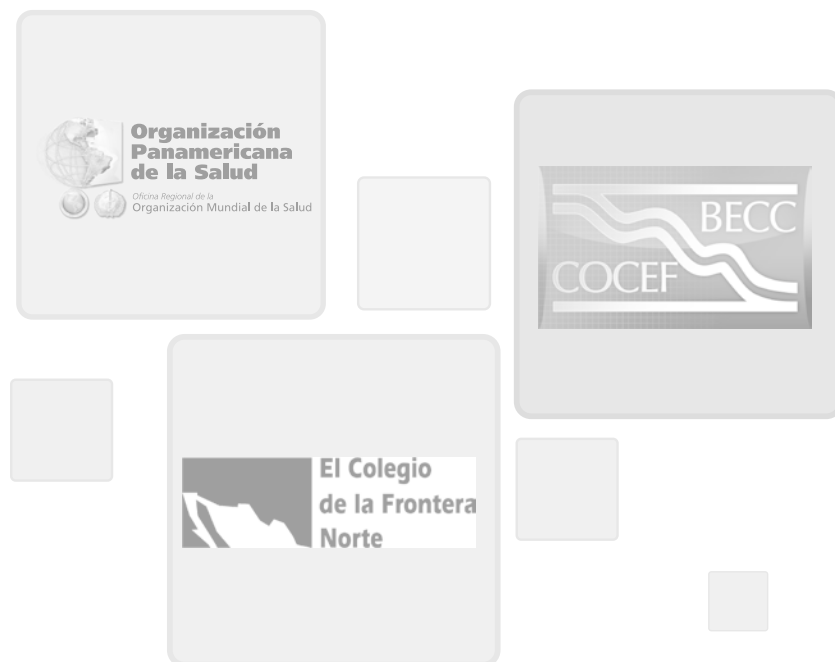 Organización
Panamericana
de la Salud
Oficina Regional de la
Organización Mundial de la Salud
BECC
COCEF
El Colegio
de la Frontera
Norte